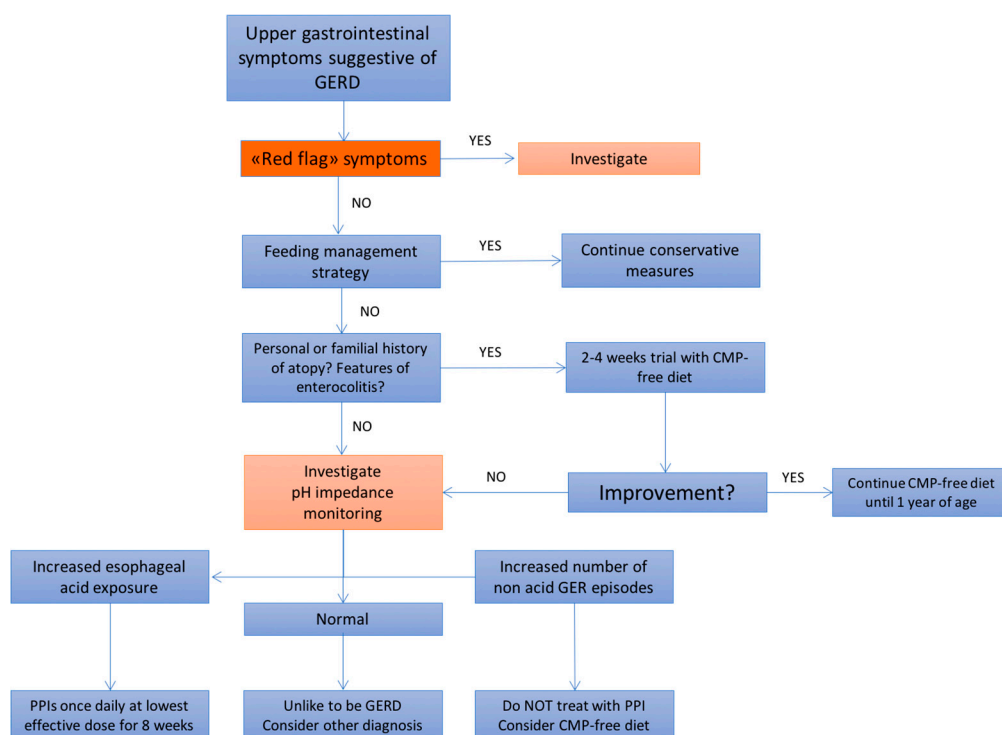 Upper gastrointestinal
symptoms suggestive of
GERD
«Red flag» symptoms
YES
Investigate
NO
Feeding management
strategy
YES
Continue conservative
measures
NO
Personal or familial history
of atopy? Features of
enterocolitis?
YES
2-4 weeks trial with CMP-
free diet
NO
Investigate
pH impedance
monitoring
NO
Improvement?
YES
Continue CMP-free diet
until 1 year of age
Increased esophageal
acid exposure
Increased number of
non acid GER episodes
Normal
PPIs once daily at lowest
effective dose for 8 weeks
Unlike to be GERD
Consider other diagnosis
Do NOT treat with PPI
Consider CMP-free diet